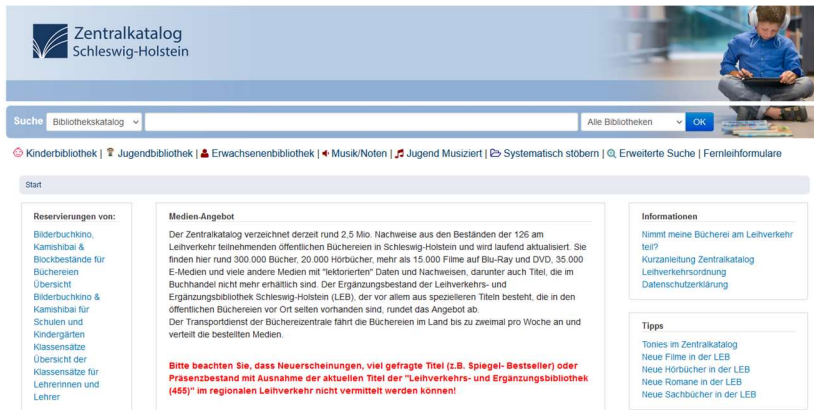 Zentralkatalog
Schleswig-Holstein
Suche Bibliothekskatalog Alle Bibliotheken OK
Kinderbibliothek | Jugendbibliothek | Erwachsenenbibliothek | Musik/Noten | Jugend Musiziert | Systematisch stöbern | Erweiterte Suche | Fernleihformulare
Start
Reservierungen von:
Bilderbuchkino,
Kamishibai &
Blockbestände für
Büchereien
Übersicht
Bilderbuchkino &
Kamishibai für
Schulen und
Kindergärten
Klassensätze
Übersicht der
Klassensätze für
Lehrerinnen und
Lehrer
Medien-Angebot
Der Zentralkatalog verzeichnet derzeit rund 2,5 Mio. Nachweise aus den Beständen der 126 am
Leihverkehr teilnehmenden öffentlichen Büchereien in Schleswig-Holstein und wird laufend aktualisiert. Sie
finden hier rund 300.000 Bücher, 20.000 Hörbücher, mehr als 15.000 Filme auf Blu-Ray und DVD, 35.000
E-Medien und viele andere Medien mit "lektorierten" Daten und Nachweisen, darunter auch Titel, die im
Buchhandel nicht mehr erhältlich sind. Der Ergänzungsbestand der Leihverkehrs- und
Ergänzungsbibliothek Schleswig-Holstein (LEB), der vor allem aus spezielleren Titeln besteht, die in den
öffentlichen Büchereien vor Ort selten vorhanden sind, rundet das Angebot ab.
Der Transportdienst der Büchereizentrale fährt die Büchereien im Land bis zu zweimal pro Woche an und
verteilt die bestellten Medien.
Bitte beachten Sie, dass Neuerscheinungen, viel gefragte Titel (z.B. Spiegel- Bestseller) oder
Präsenzbestand mit Ausnahme der aktuellen Titel der "Leihverkehrs- und Ergänzungsbibliothek
(455)" im regionalen Leihverkehr nicht vermittelt werden können!
Informationen
Nimmt meine Bücherei am Leihverkehr
teil?
Kurzanleitung Zentralkatalog
Leihverkehrsordnung
Datenschutzerklärung
Tipps
Tonies im Zentralkatalog
Neue Filme in der LEB
Neue Hörbücher in der LEB
Neue Romane in der LEB
Neue Sachbücher in der LEB